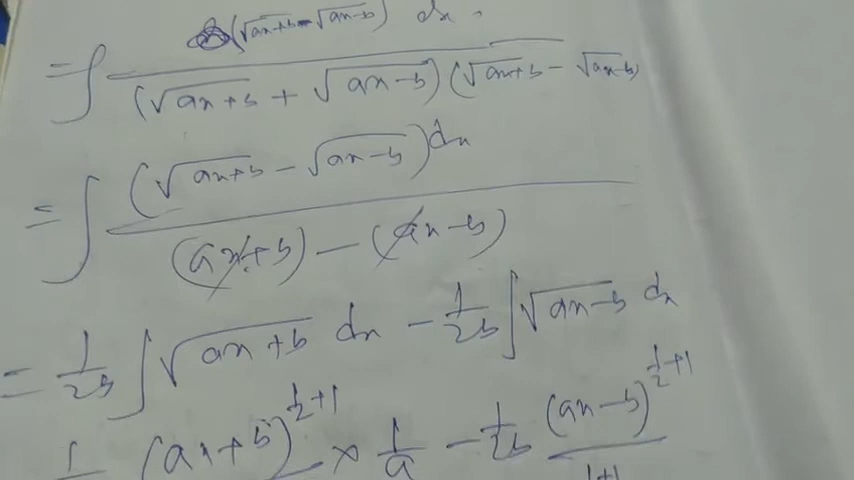 (√(ax+b) - √(ax-b)) dx
= ∫ ――― (√(ax+b) + √(ax-b)) (√(ax+b) - √(ax-b))
(√(ax+b) - √(ax-b)) dx
= ∫ ――― (ax+b) - (ax-b)
= 1/2b ∫ √(ax+b) dx - 1/2b ∫ √(ax-b) dx
1 (ax+b)^(1/2+1) × 1/a - 1/2b (ax-b)^(1/2+1)